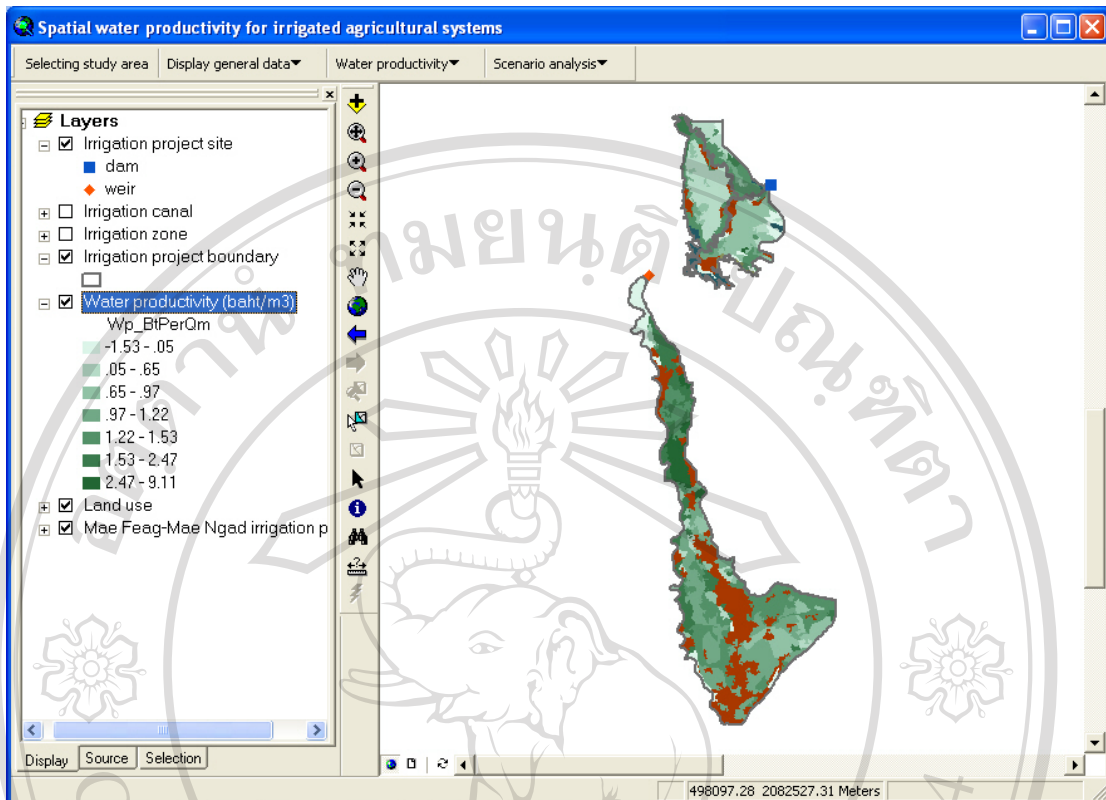 Spatial water productivity for irrigated agricultural systems
Selecting study area Display general data Water productivity Scenario analysis
Layers
Irrigation project site
dam
weir
Irrigation canal
Irrigation zone
Irrigation project boundary
Water productivity (baht/m3)
Wp_BtPerQm
-1.53 - .05
.05 - .65
.65 - .97
.97 - 1.22
1.22 - 1.53
1.53 - 2.47
2.47 - 9.11
Land use
Mae Feag-Mae Ngad irrigation p
Display Source Selection
498097.28 2082527.31 Meters